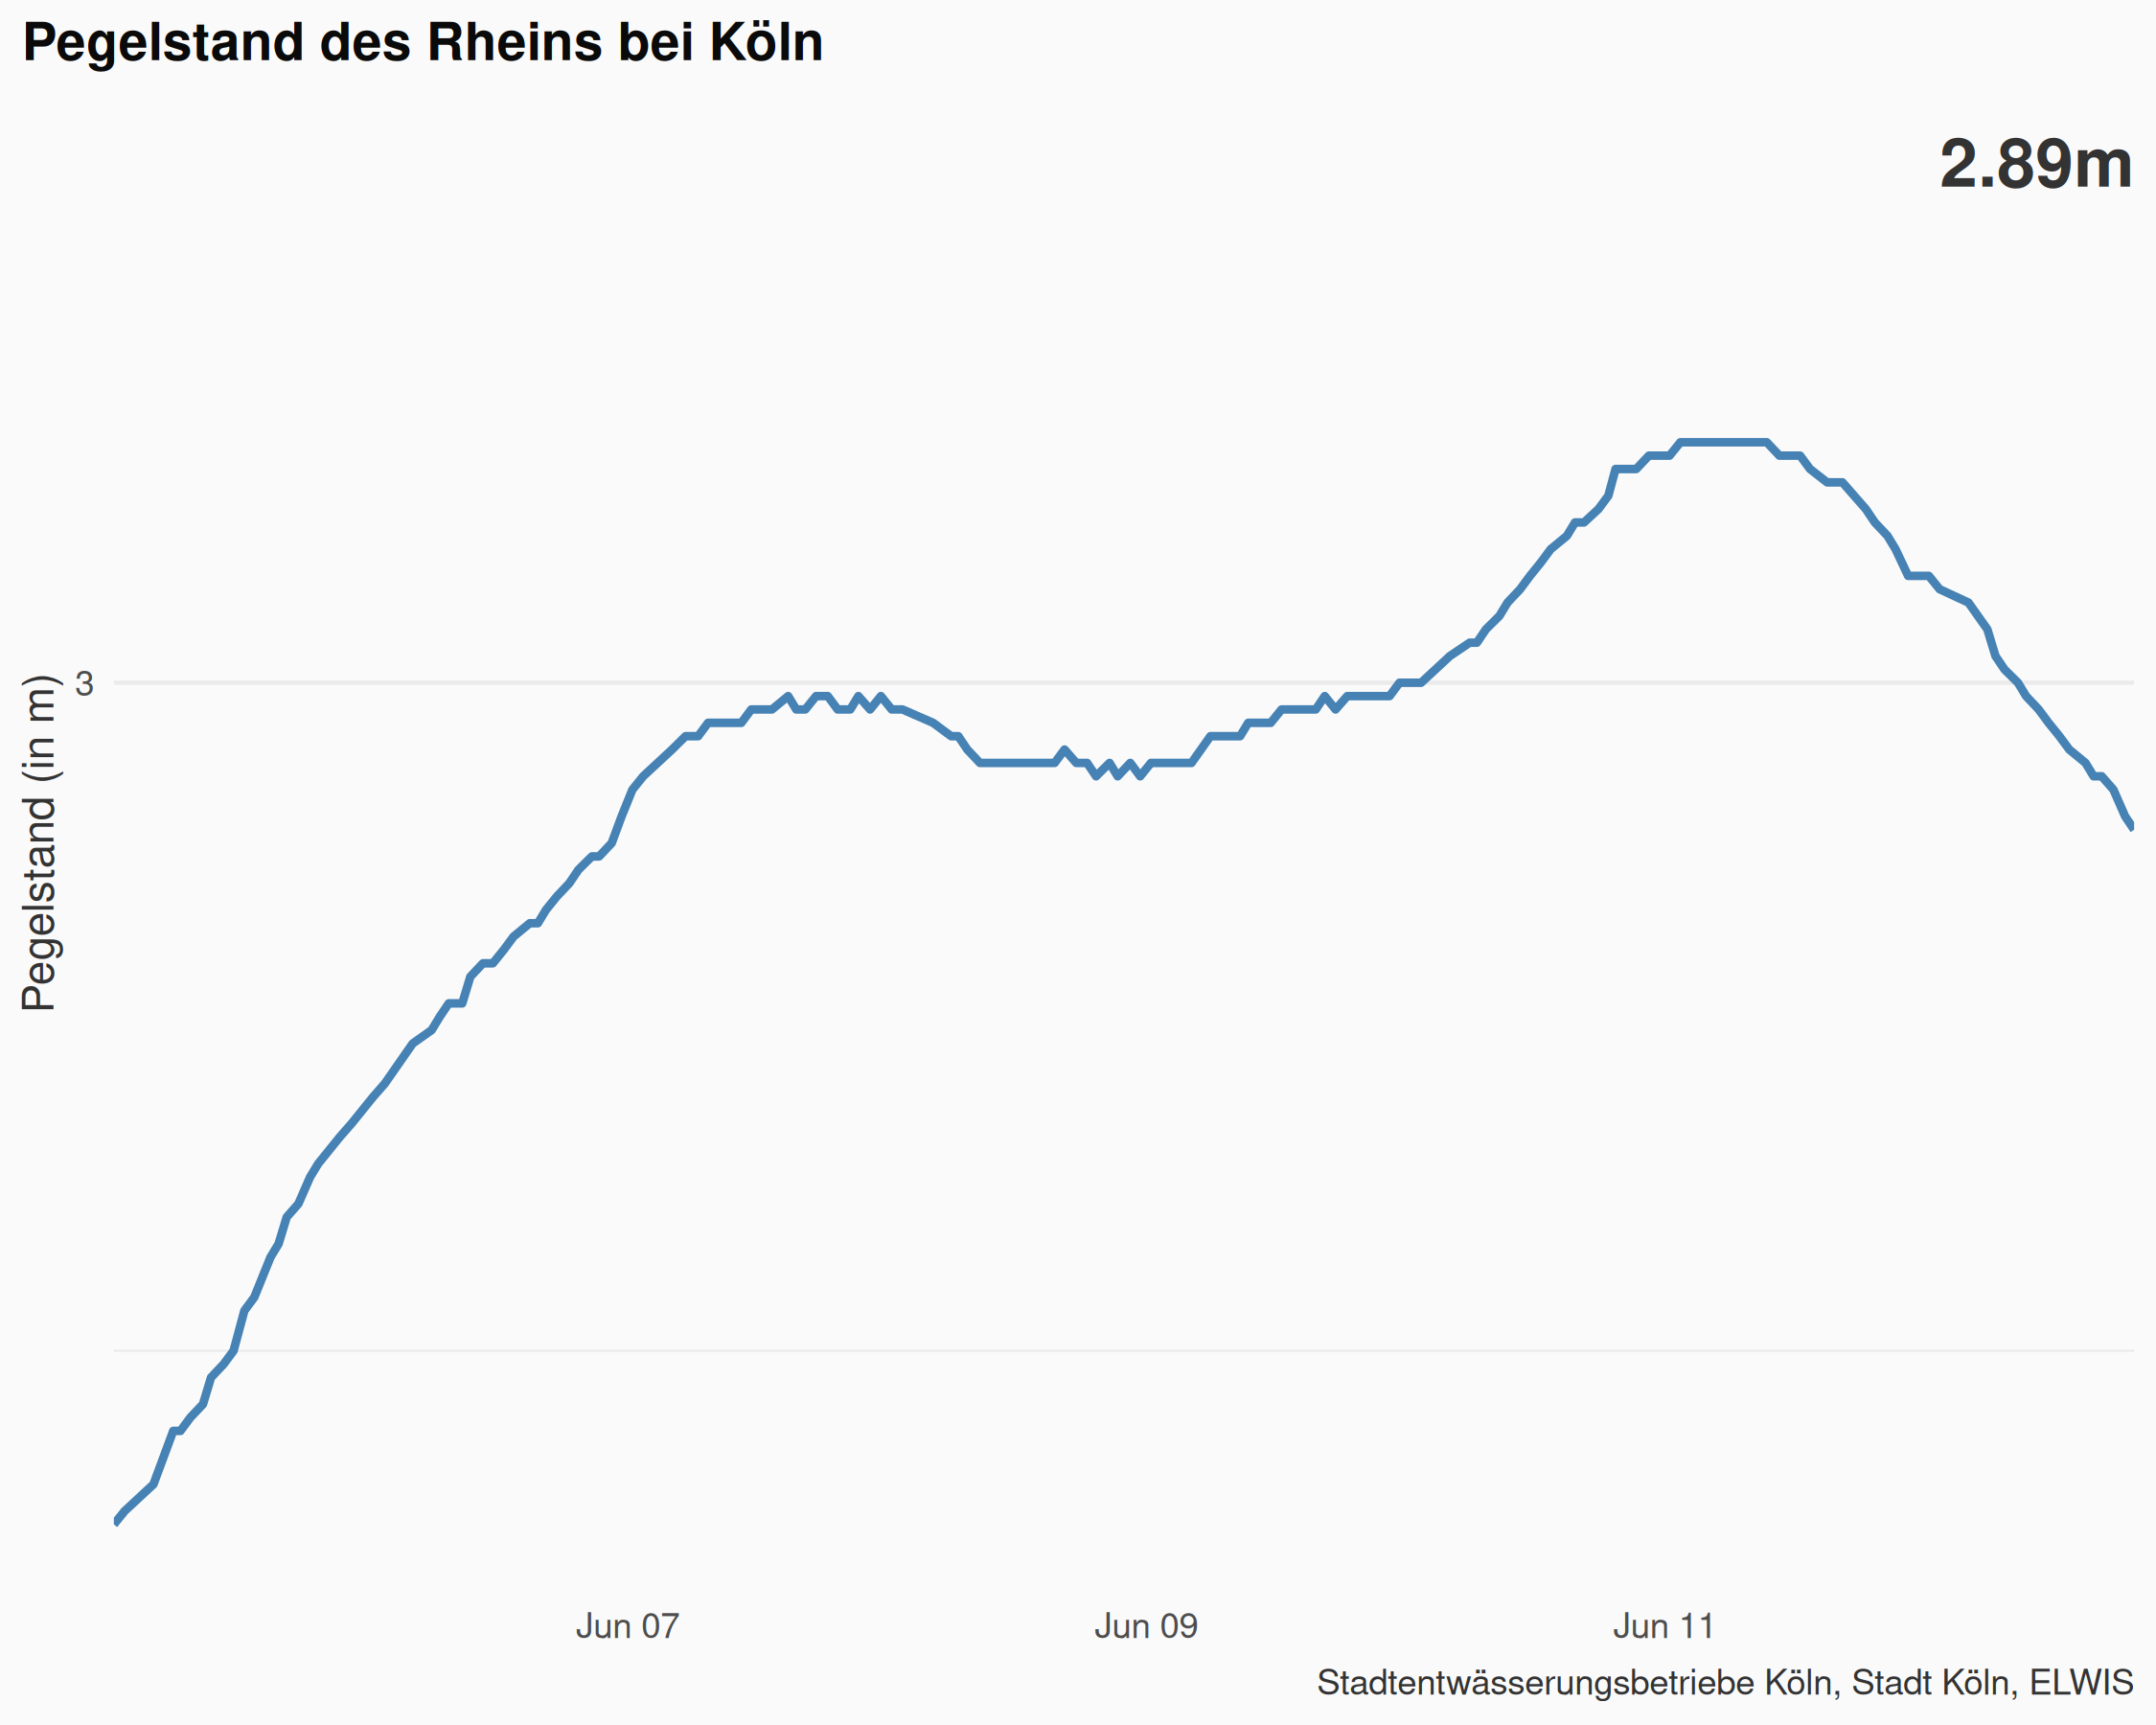 Pegelstand des Rheins bei Köln
2.89m
Pegelstand (in m)
3
Jun 07
Jun 09
Jun 11
Stadtentwässerungsbetriebe Köln, Stadt Köln, ELWIS